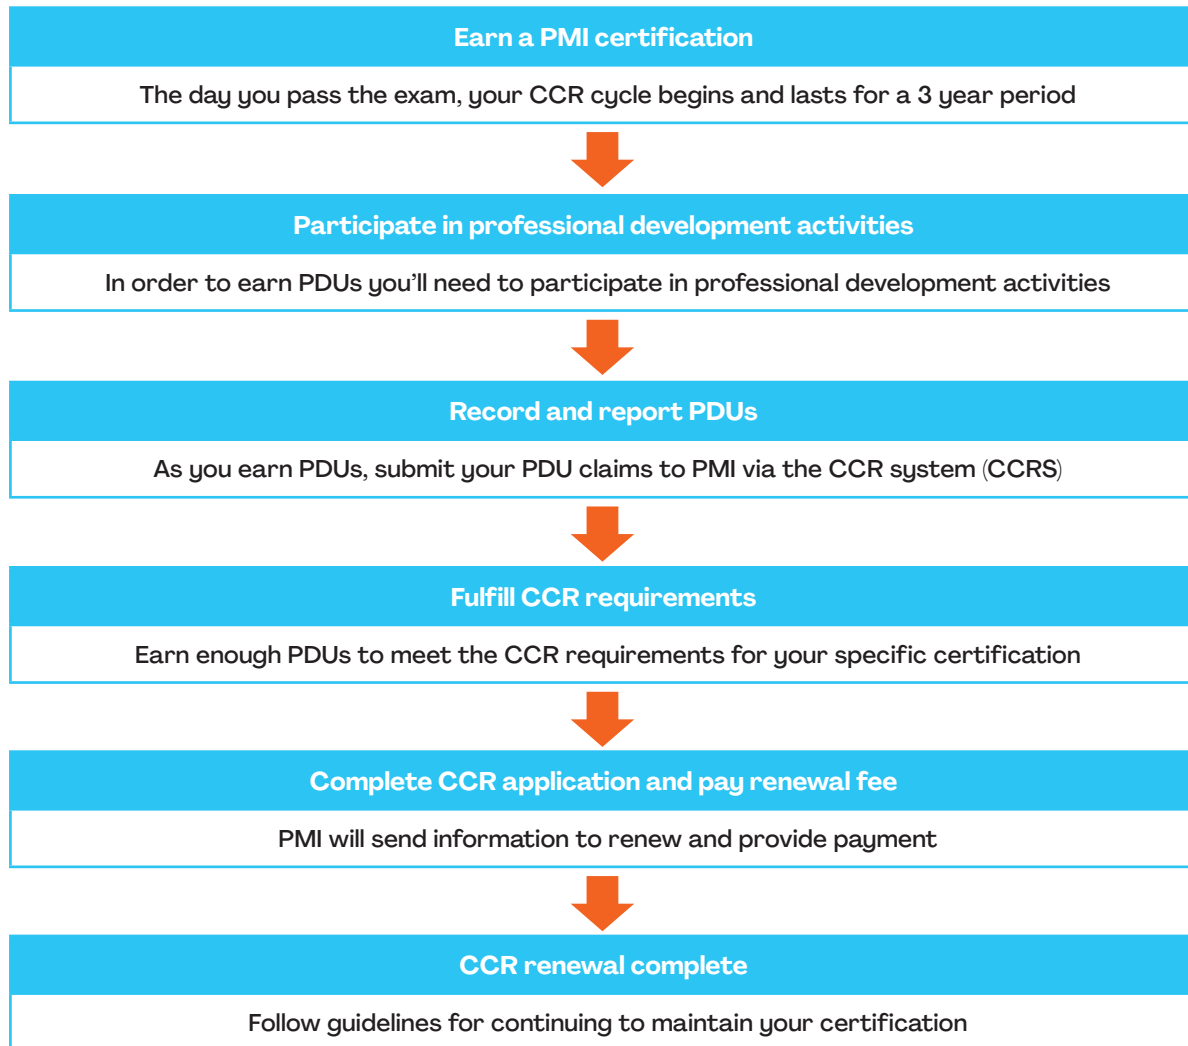 Earn a PMI certification
The day you pass the exam, your CCR cycle begins and lasts for a 3 year period
Participate in professional development activities
In order to earn PDUs you’ll need to participate in professional development activities
Record and report PDUs
As you earn PDUs, submit your PDU claims to PMI via the CCR system (CCRS)
Fulfill CCR requirements
Earn enough PDUs to meet the CCR requirements for your specific certification
Complete CCR application and pay renewal fee
PMI will send information to renew and provide payment
CCR renewal complete
Follow guidelines for continuing to maintain your certification